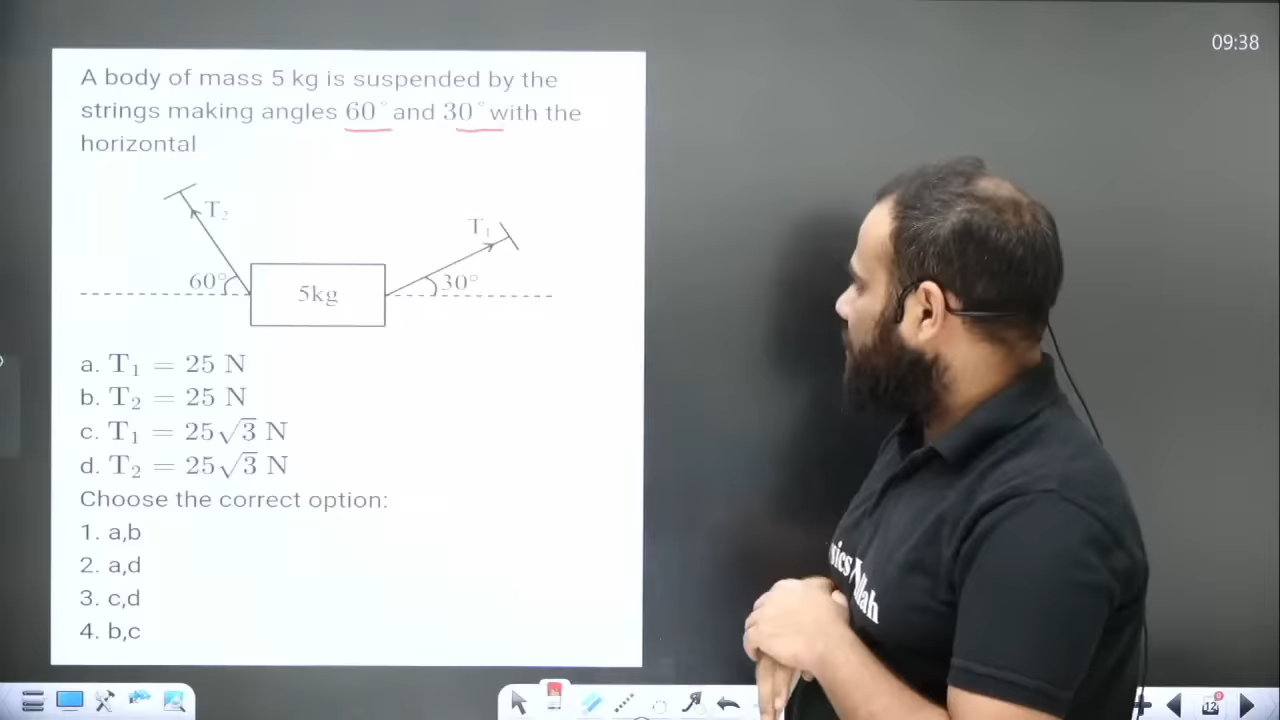 09:38
A body of mass 5 kg is suspended by the
strings making angles 60° and 30° with the
horizontal
T₂
T₁
60°
30°
5kg
a. T₁ = 25 N
b. T₂ = 25 N
c. T₁ = 25√3 N
d. T₂ = 25√3 N
Choose the correct option:
1. a,b
2. a,d
3. c,d
4. b,c
12